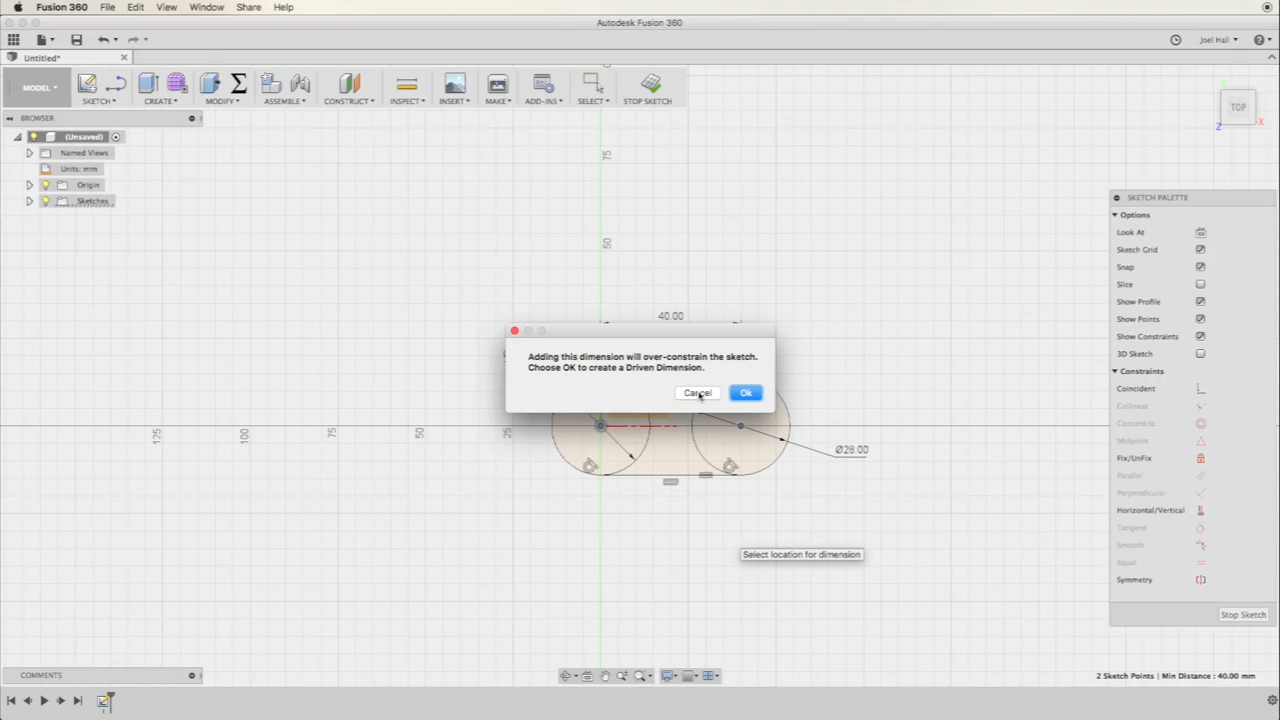 Fusion 360 File Edit View Window Share Help
Autodesk Fusion 360
Joel Hall
Untitled*
MODEL
SKETCH CREATE MODIFY ASSEMBLE CONSTRUCT INSPECT INSERT MAKE ADD-INS SELECT STOP SKETCH
BROWSER
(Unsaved)
Named Views
Units: mm
Origin
Sketches
TOP
X
Z
75
50
40.00
125
100
75
50
25
Ø28.00
Adding this dimension will over-constrain the sketch.
Choose OK to create a Driven Dimension.
Cancel Ok
Select location for dimension
SKETCH PALETTE
Options
Look At
Sketch Grid
Snap
Slice
Show Profile
Show Points
Show Constraints
3D Sketch
Constraints
Coincident
Collinear
Concentric
Midpoint
Fix/UnFix
Parallel
Perpendicular
Horizontal/Vertical
Tangent
Smooth
Equal
Symmetry
Stop Sketch
COMMENTS
2 Sketch Points | Min Distance : 40.00 mm